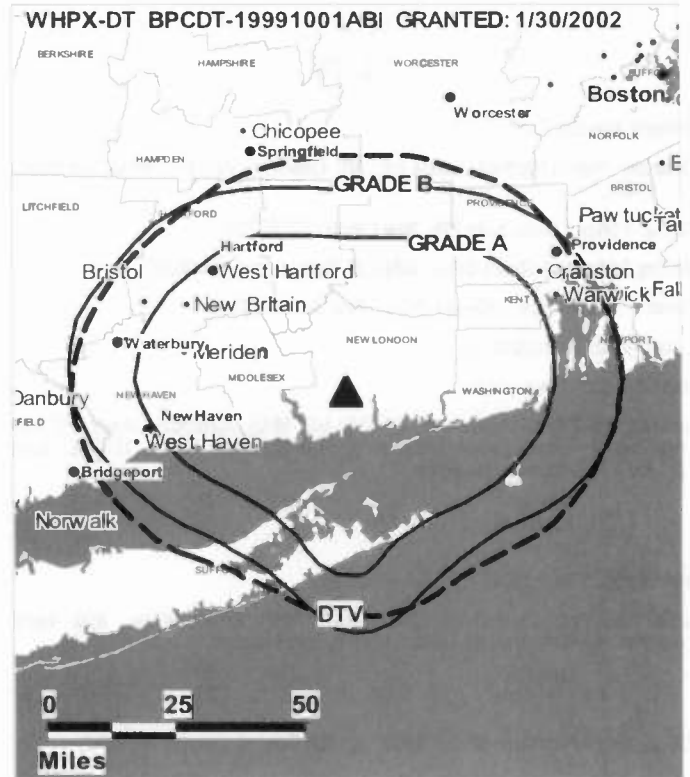 WHPX-DT BPCDT-19991001ABI GRANTED: 1/30/2002
BERKSHIRE
HAMPSHIRE
WORCESTER
Boston
Worcester
Chicopee
Springfield
NORFOLK
HAMPDEN
BRISTOL
GRADE B
LITCHFIELD
PROVIDENCE
Pawtucket
Tau
Providence
GRADE A
Hartford
Bristol
West Hartford
Cranston
Warwick
Fall
KENT
New Britain
Waterbury
Meriden
NEW LONDON
NEWPORT
MIDDLESEX
WASHINGTON
Danbury
NEW HAVEN
New Haven
West Haven
Bridgeport
Norwalk
DTV
0 25 50
Miles